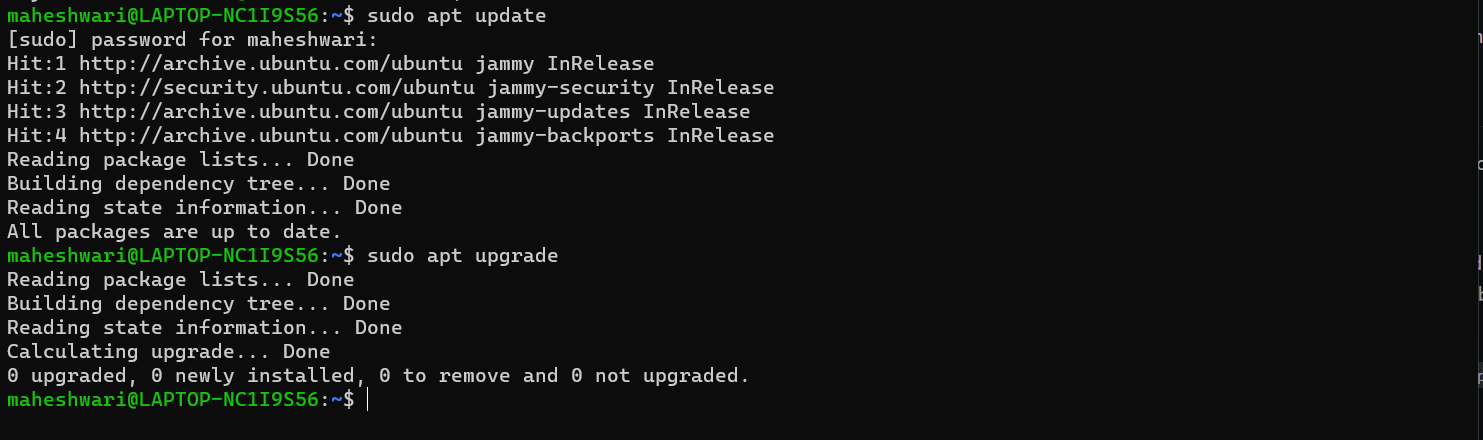 maheshwari@LAPTOP-NC1I9S56:~$ sudo apt update
[sudo] password for maheshwari:
Hit:1 http://archive.ubuntu.com/ubuntu jammy InRelease
Hit:2 http://security.ubuntu.com/ubuntu jammy-security InRelease
Hit:3 http://archive.ubuntu.com/ubuntu jammy-updates InRelease
Hit:4 http://archive.ubuntu.com/ubuntu jammy-backports InRelease
Reading package lists... Done
Building dependency tree... Done
Reading state information... Done
All packages are up to date.
maheshwari@LAPTOP-NC1I9S56:~$ sudo apt upgrade
Reading package lists... Done
Building dependency tree... Done
Reading state information... Done
Calculating upgrade... Done
0 upgraded, 0 newly installed, 0 to remove and 0 not upgraded.
maheshwari@LAPTOP-NC1I9S56:~$